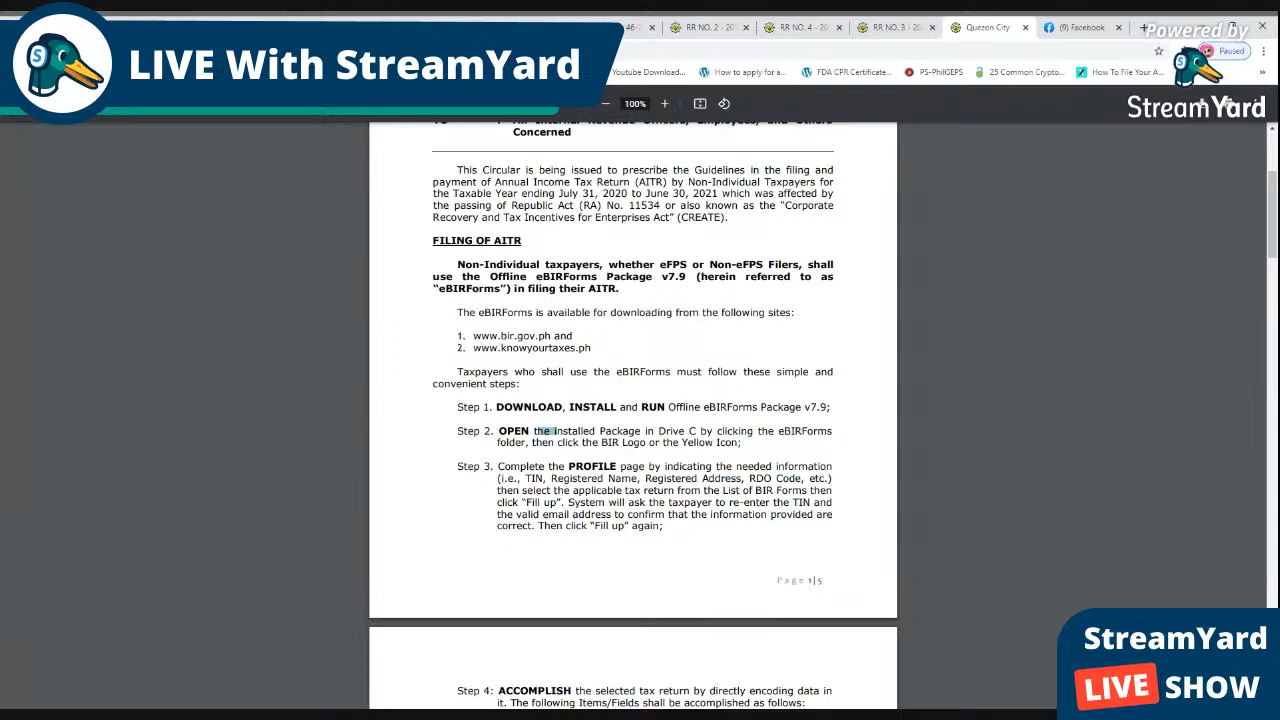 LIVE With StreamYard
46-2
RR NO. 2 - 20
RR NO. 4 - 20
RR NO. 3 - 20
Quezon City
(9) Facebook
Powered by
Paused
Youtube Download...
How to apply for a...
FDA CPR Certificate...
PS-PhilGEPS
25 Common Crypto...
How To File Your A...
100%
StreamYard
Concerned
This Circular is being issued to prescribe the Guidelines in the filing and
payment of Annual Income Tax Return (AITR) by Non-Individual Taxpayers for
the Taxable Year ending July 31, 2020 to June 30, 2021 which was affected by
the passing of Republic Act (RA) No. 11534 or also known as the "Corporate
Recovery and Tax Incentives for Enterprises Act" (CREATE).
FILING OF AITR
Non-Individual taxpayers, whether eFPS or Non-eFPS Filers, shall
use the Offline eBIRForms Package v7.9 (herein referred to as
"eBIRForms") in filing their AITR.
The eBIRForms is available for downloading from the following sites:
1. www.bir.gov.ph and
2. www.knowyourtaxes.ph
Taxpayers who shall use the eBIRForms must follow these simple and
convenient steps:
Step 1. DOWNLOAD, INSTALL and RUN Offline eBIRForms Package v7.9;
Step 2. OPEN the installed Package in Drive C by clicking the eBIRForms
folder, then click the BIR Logo or the Yellow Icon;
Step 3. Complete the PROFILE page by indicating the needed information
(i.e., TIN, Registered Name, Registered Address, RDO Code, etc.)
then select the applicable tax return from the List of BIR Forms then
click "Fill up". System will ask the taxpayer to re-enter the TIN and
the valid email address to confirm that the information provided are
correct. Then click "Fill up" again;
Page 1|5
Step 4: ACCOMPLISH the selected tax return by directly encoding data in
it. The following Items/Fields shall be accomplished as follows:
StreamYard
LIVE SHOW